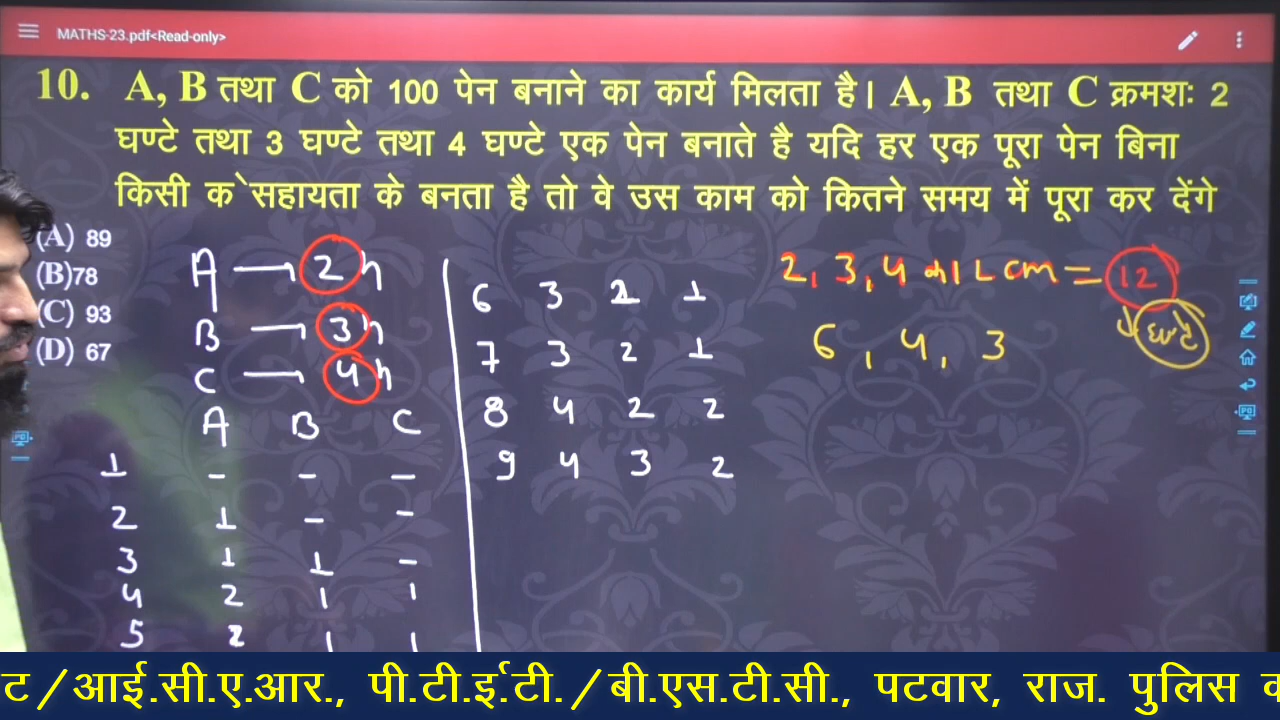 MATHS-23.pdf<Read-only>
10. A, B तथा C को 100 पेन बनाने का कार्य मिलता है। A, B तथा C क्रमशः 2
घण्टे तथा 3 घण्टे तथा 4 घण्टे एक पेन बनाते है यदि हर एक पूरा पेन बिना
किसी क े सहायता के बनता है तो वे उस काम को कितने समय में पूरा कर देंगे
(A) 89
(B)78
(C) 93
(D) 67
A → 2h
B → 3h
C → 4h
A B C
1 - - -
2 1 - -
3 1 1 -
4 2 1 1
5 2 1 1
6 3 2 1
7 3 2 1
8 4 2 2
9 4 3 2
2, 3, 4 का L cm = 12
6, 4, 3
घण्टे
ट/आई.सी.ए.आर., पी.टी.ई.टी./बी.एस.टी.सी., पटवार, राज. पुलिस